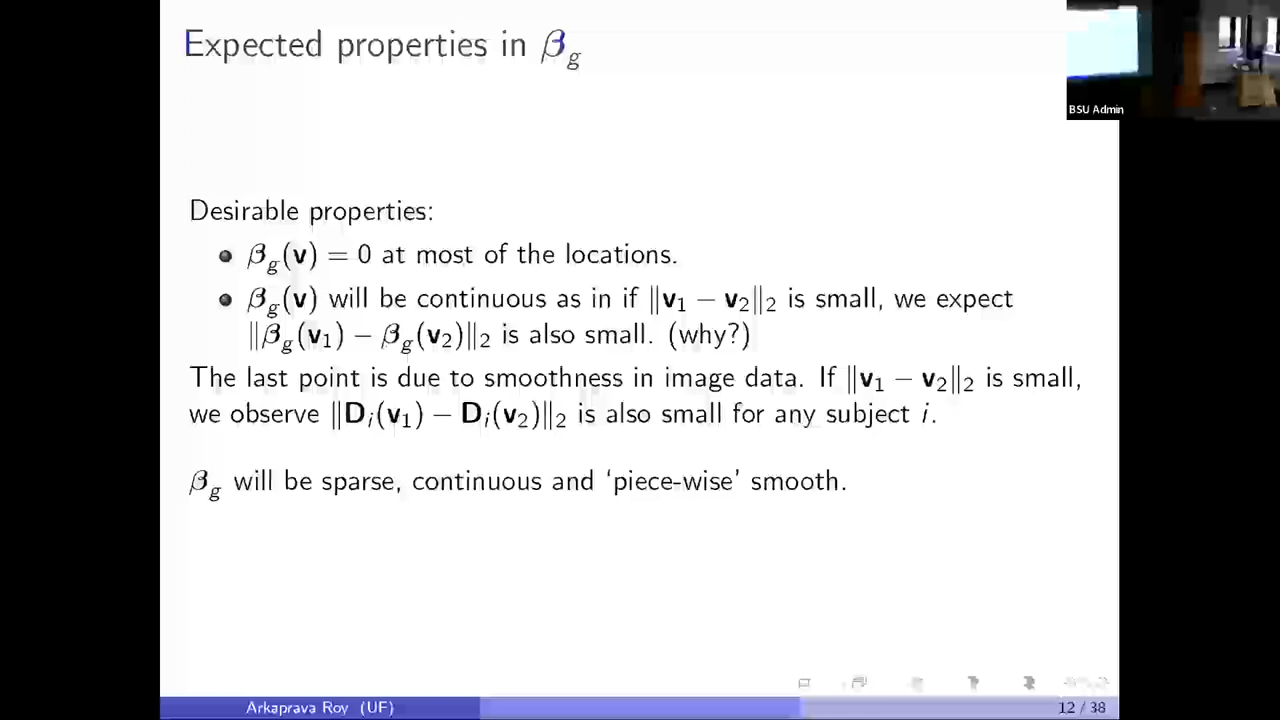 Expected properties in β_g
BSU Admin
Desirable properties:
β_g(v) = 0 at most of the locations.
β_g(v) will be continuous as in if ‖v₁ − v₂‖₂ is small, we expect
‖β_g(v₁) − β_g(v₂)‖₂ is also small. (why?)
The last point is due to smoothness in image data. If ‖v₁ − v₂‖₂ is small,
we observe ‖D_i(v₁) − D_i(v₂)‖₂ is also small for any subject i.
β_g will be sparse, continuous and ‘piece-wise’ smooth.
Arkaprava Roy (UF)
12 / 38